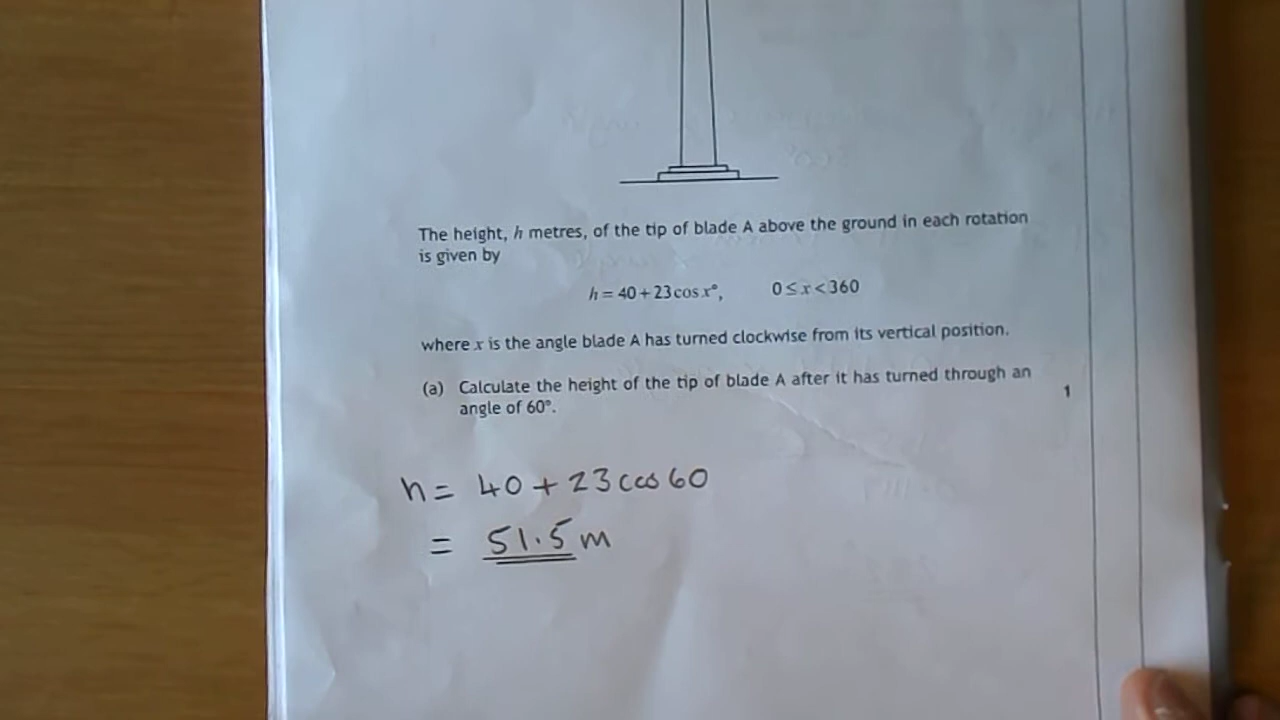 The height, h metres, of the tip of blade A above the ground in each rotation
is given by
h = 40 + 23 cos x°, 0 ≤ x < 360
where x is the angle blade A has turned clockwise from its vertical position.
(a) Calculate the height of the tip of blade A after it has turned through an
angle of 60°.
1
h = 40 + 23 cos 60
= 51.5 m